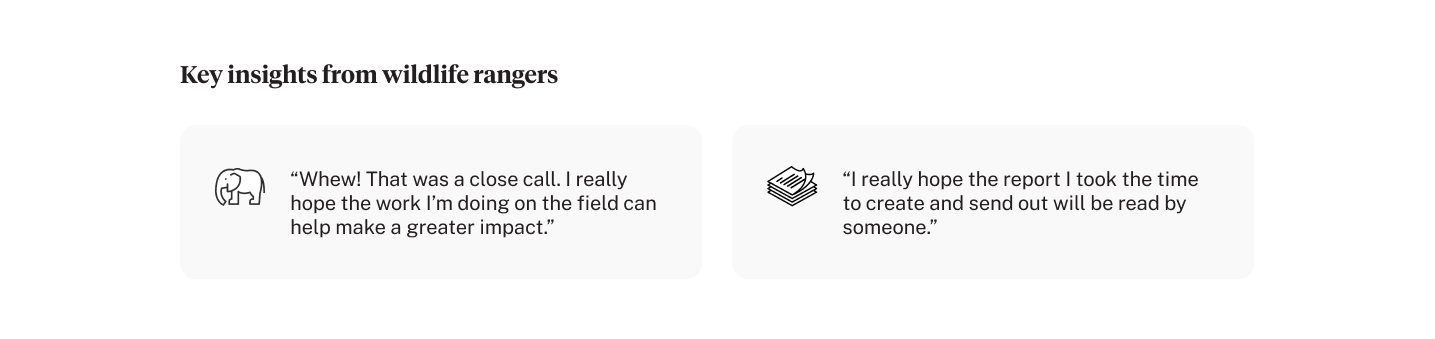 Key insights from wildlife rangers
“Whew! That was a close call. I really
hope the work I’m doing on the field can
help make a greater impact.”
“I really hope the report I took the time
to create and send out will be read by
someone.”